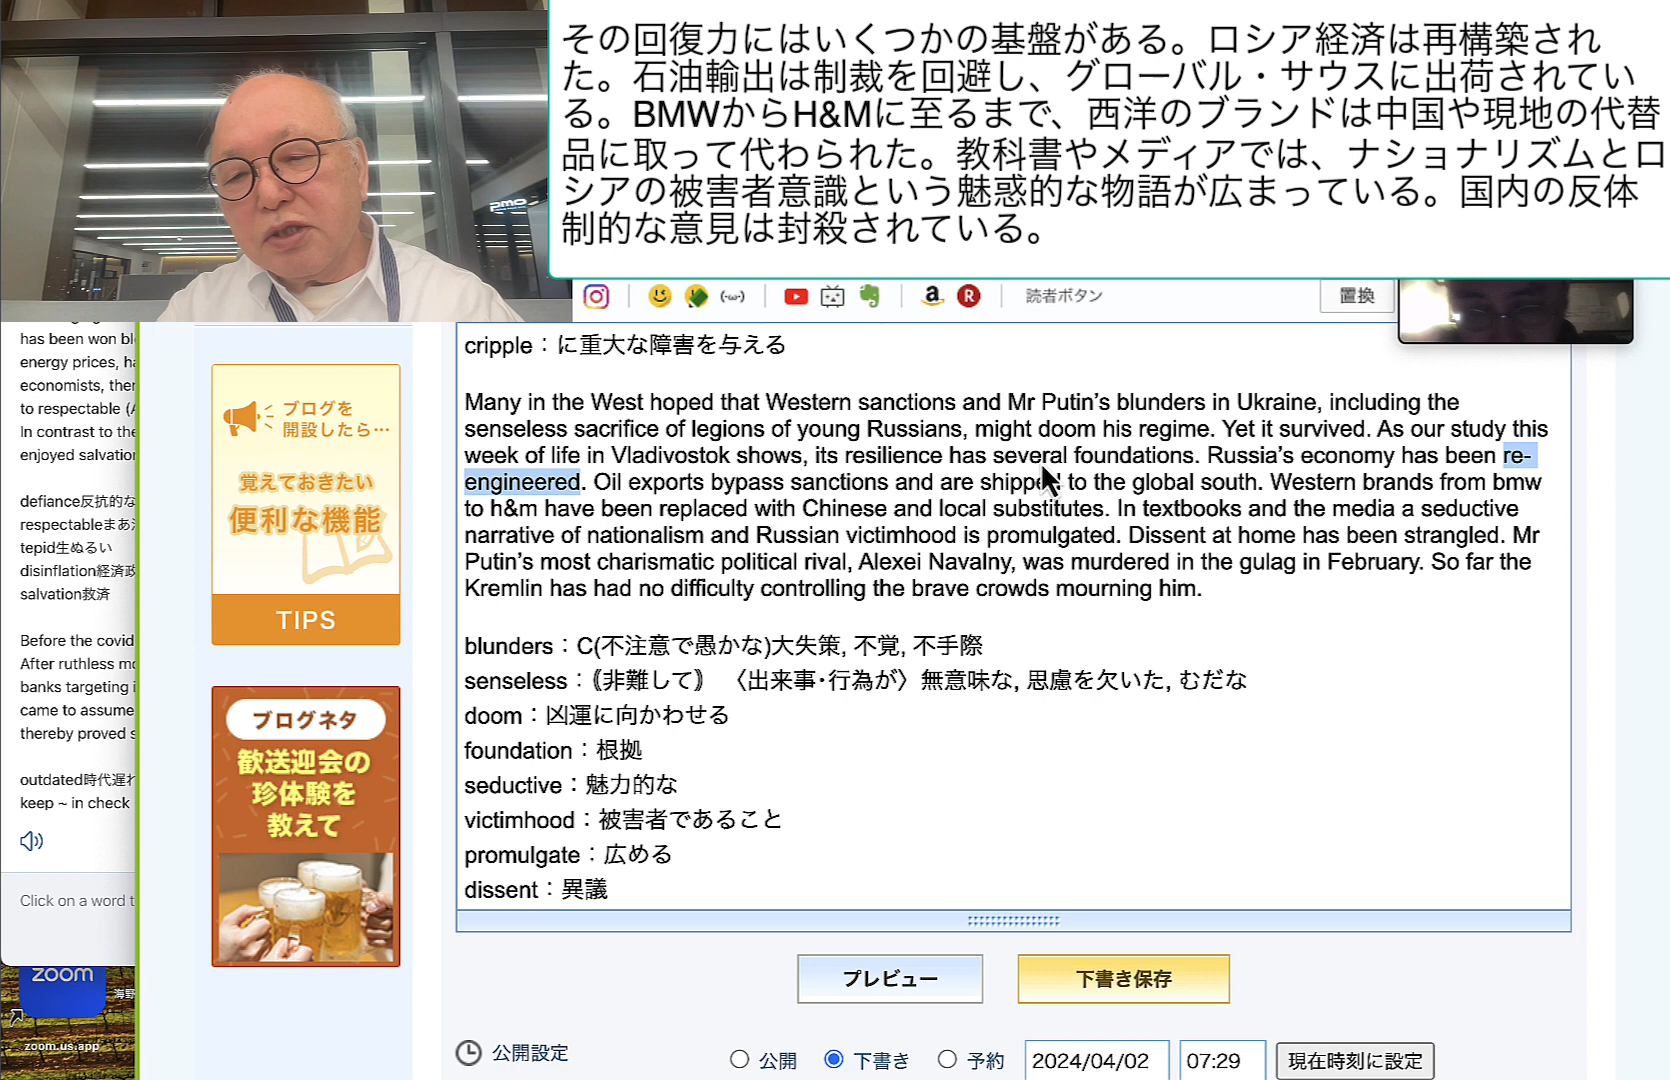 その回復力にはいくつかの基盤がある。ロシア経済は再構築され
た。石油輸出は制裁を回避し、グローバル・サウスに出荷されてい
る。BMWからH&Mに至るまで、西洋のブランドは中国や現地の代替
品に取って代わられた。教科書やメディアでは、ナショナリズムとロ
シアの被害者意識という魅惑的な物語が広まっている。国内の反体
制的な意見は封殺されている。
pmo
読者ボタン
置換
has been won bl
energy prices, ha
economists, ther
to respectable (A
In contrast to the
enjoyed salvation
defiance反抗的な
respectableまあ
tepid生ぬるい
disinflation経済政
salvation救済
Before the covid
After ruthless mo
banks targeting i
came to assume
thereby proved s
outdated時代遅れ
keep ~ in check
Click on a word t
zoom
海野
zoom.us.app
ブログを
開設したら…
覚えておきたい
便利な機能
TIPS
ブログネタ
歓送迎会の
珍体験を
教えて
cripple：に重大な障害を与える
Many in the West hoped that Western sanctions and Mr Putin’s blunders in Ukraine, including the
senseless sacrifice of legions of young Russians, might doom his regime. Yet it survived. As our study this
week of life in Vladivostok shows, its resilience has several foundations. Russia’s economy has been re-
engineered. Oil exports bypass sanctions and are shipped to the global south. Western brands from bmw
to h&m have been replaced with Chinese and local substitutes. In textbooks and the media a seductive
narrative of nationalism and Russian victimhood is promulgated. Dissent at home has been strangled. Mr
Putin’s most charismatic political rival, Alexei Navalny, was murdered in the gulag in February. So far the
Kremlin has had no difficulty controlling the brave crowds mourning him.
blunders：C(不注意で愚かな)大失策, 不覚, 不手際
senseless：⟪非難して⟫ 〈出来事･行為が〉無意味な, 思慮を欠いた, むだな
doom：凶運に向かわせる
foundation：根拠
seductive：魅力的な
victimhood：被害者であること
promulgate：広める
dissent：異議
プレビュー
下書き保存
公開設定
公開
下書き
予約
2024/04/02
07:29
現在時刻に設定